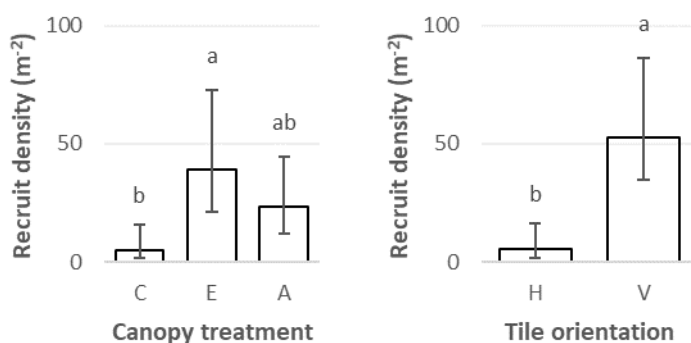 Recruit density (m-2)
100
50
0
b
a
ab
C E A
Canopy treatment
Recruit density (m-2)
100
50
0
b
a
H V
Tile orientation